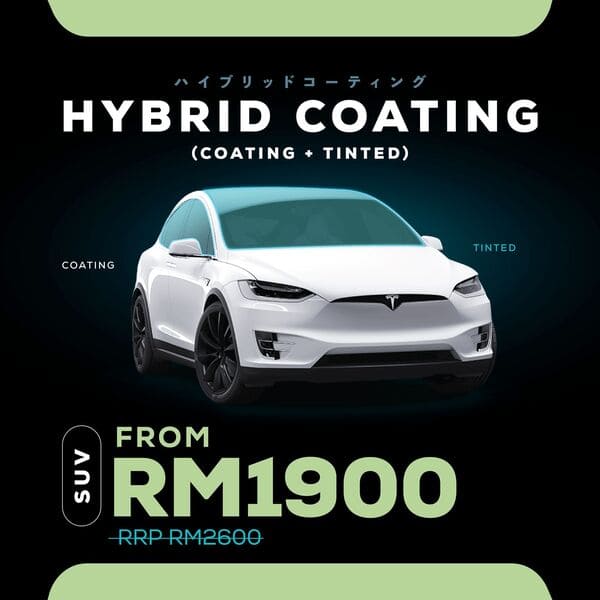 ハイブリッドコーティング
HYBRID COATING
(COATING + TINTED)
COATING
TINTED
SUV
FROM
RM1900
RRP RM2600